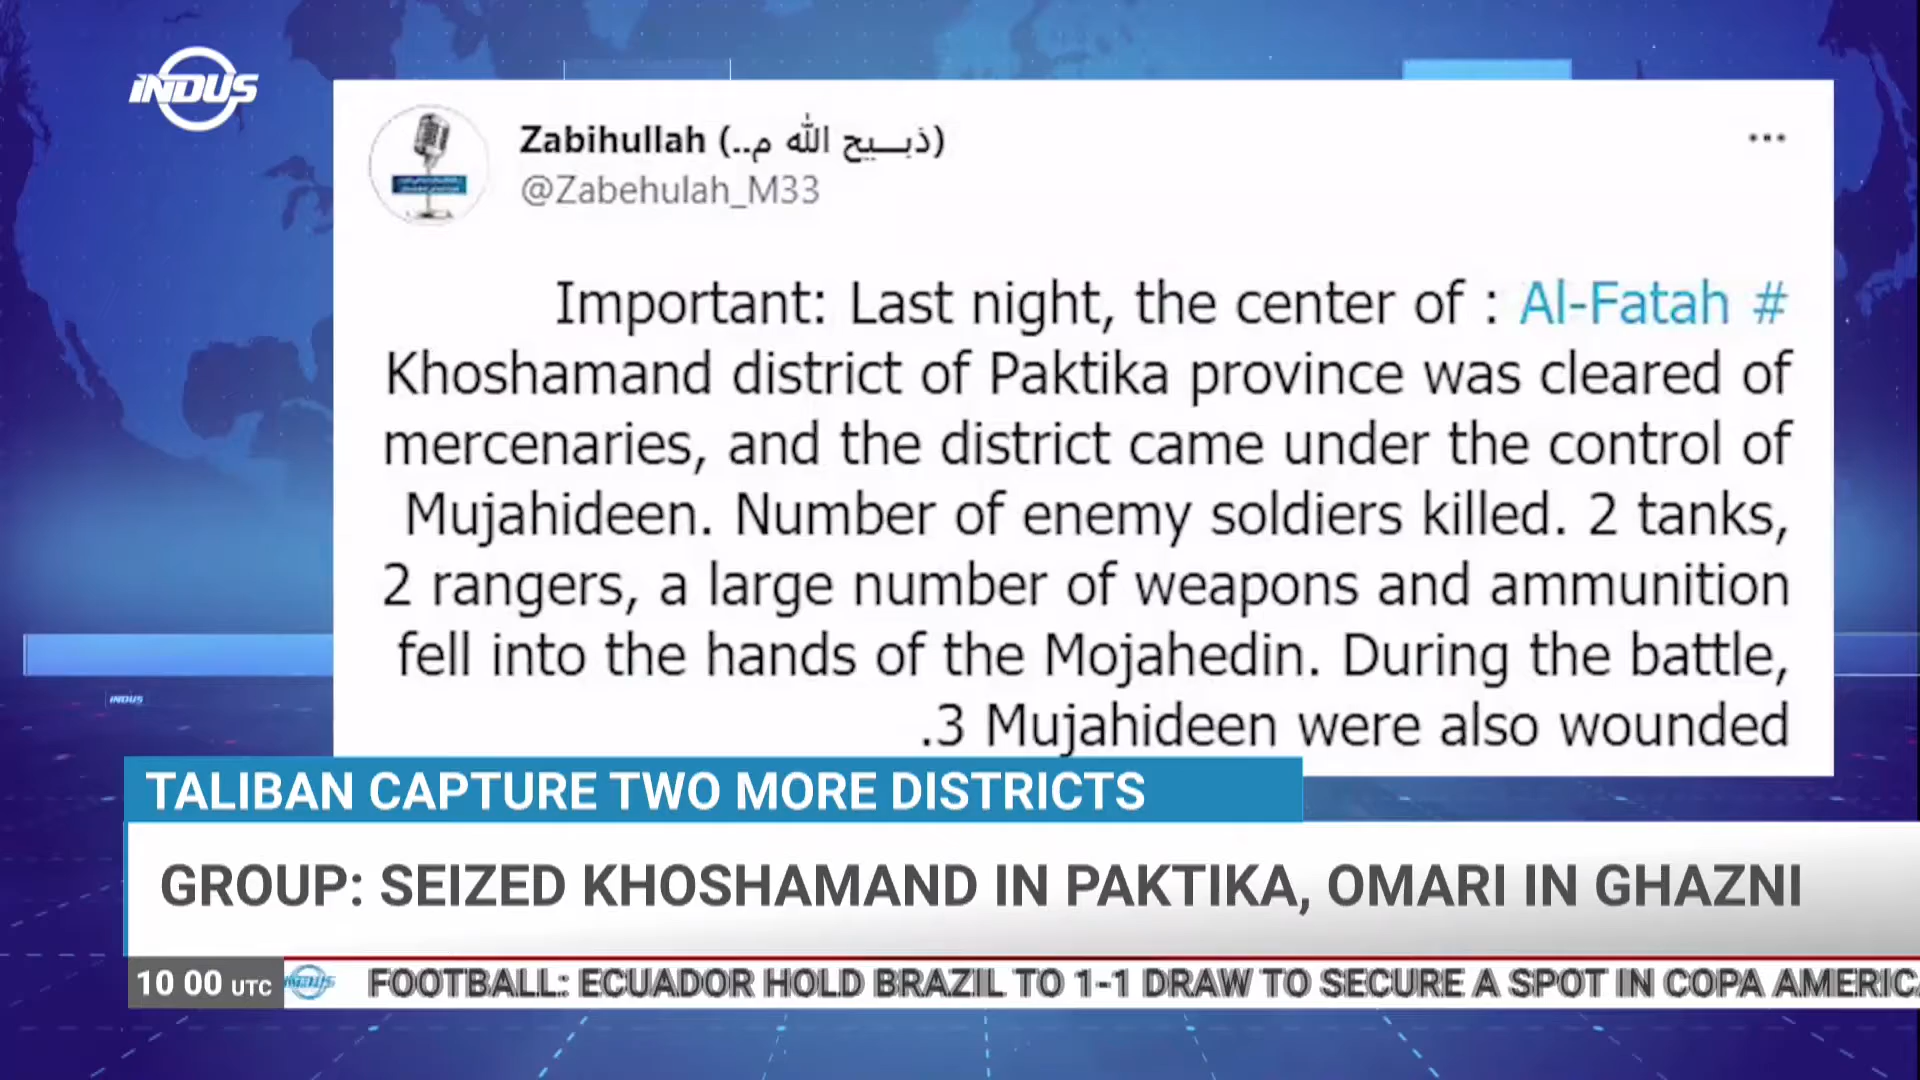 INDUS
Zabihullah (..ذبـــيح الله م)
@Zabehulah_M33
Important: Last night, the center of : Al-Fatah #
Khoshamand district of Paktika province was cleared of
mercenaries, and the district came under the control of
Mujahideen. Number of enemy soldiers killed. 2 tanks,
2 rangers, a large number of weapons and ammunition
fell into the hands of the Mojahedin. During the battle,
.3 Mujahideen were also wounded
INDUS
TALIBAN CAPTURE TWO MORE DISTRICTS
GROUP: SEIZED KHOSHAMAND IN PAKTIKA, OMARI IN GHAZNI
10 00 UTC
INDUS
FOOTBALL: ECUADOR HOLD BRAZIL TO 1-1 DRAW TO SECURE A SPOT IN COPA AMERIC